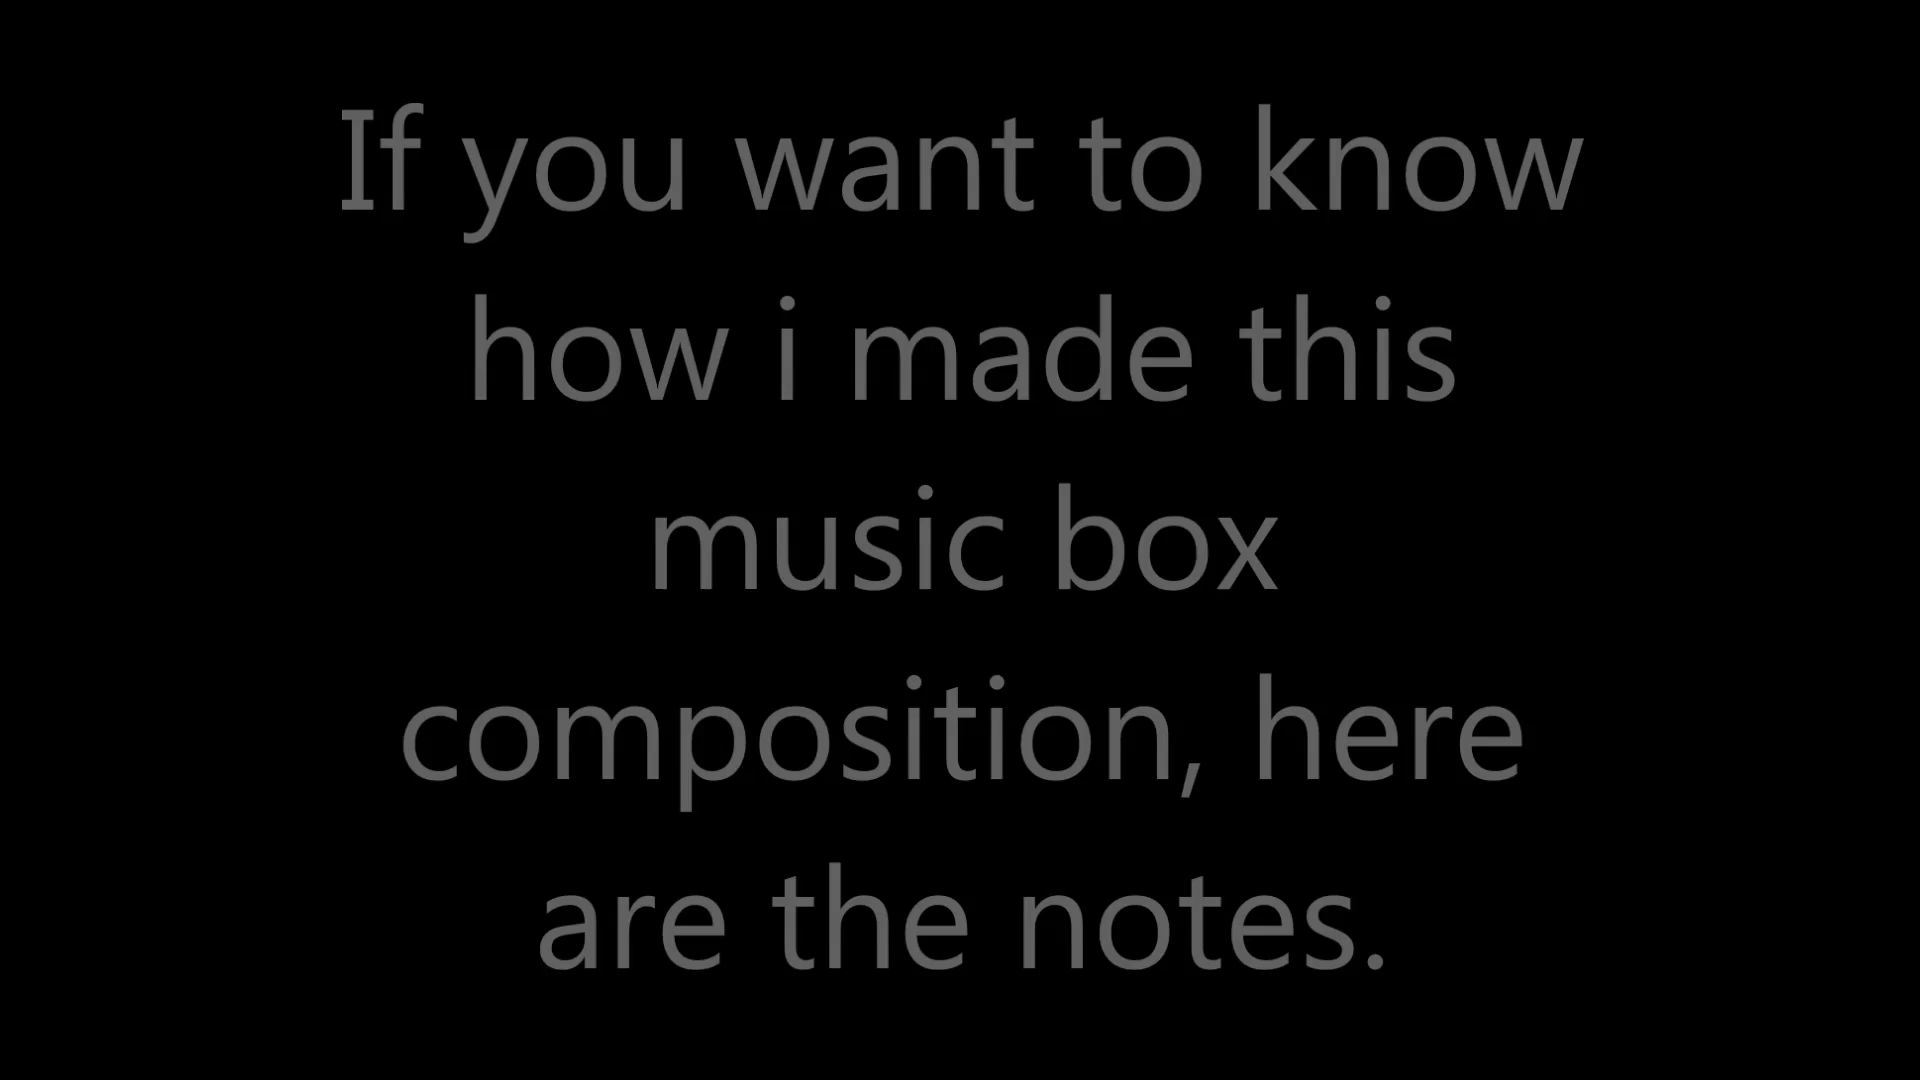 If you want to know
how i made this
music box
composition, here
are the notes.